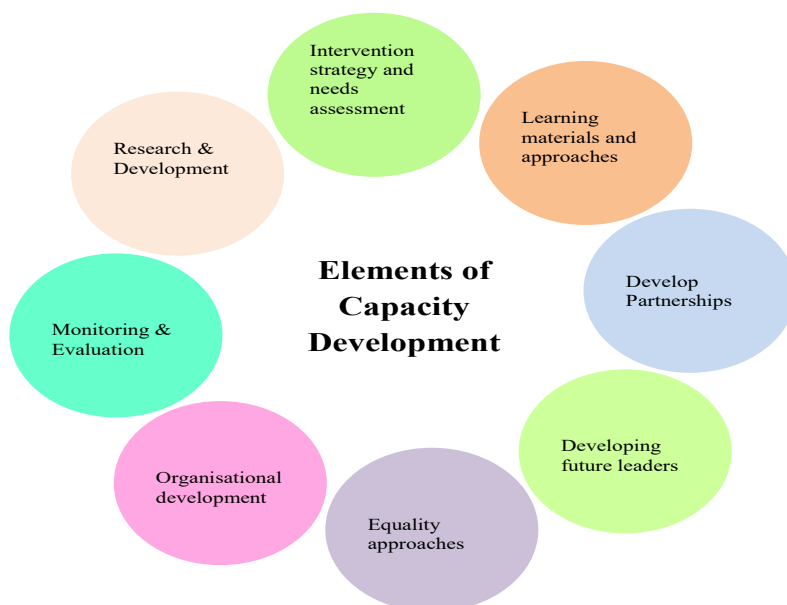 Intervention
strategy and
needs
assessment
Learning
materials and
approaches
Develop
Partnerships
Developing
future leaders
Equality
approaches
Organisational
development
Monitoring &
Evaluation
Research &
Development
Elements of
Capacity
Development